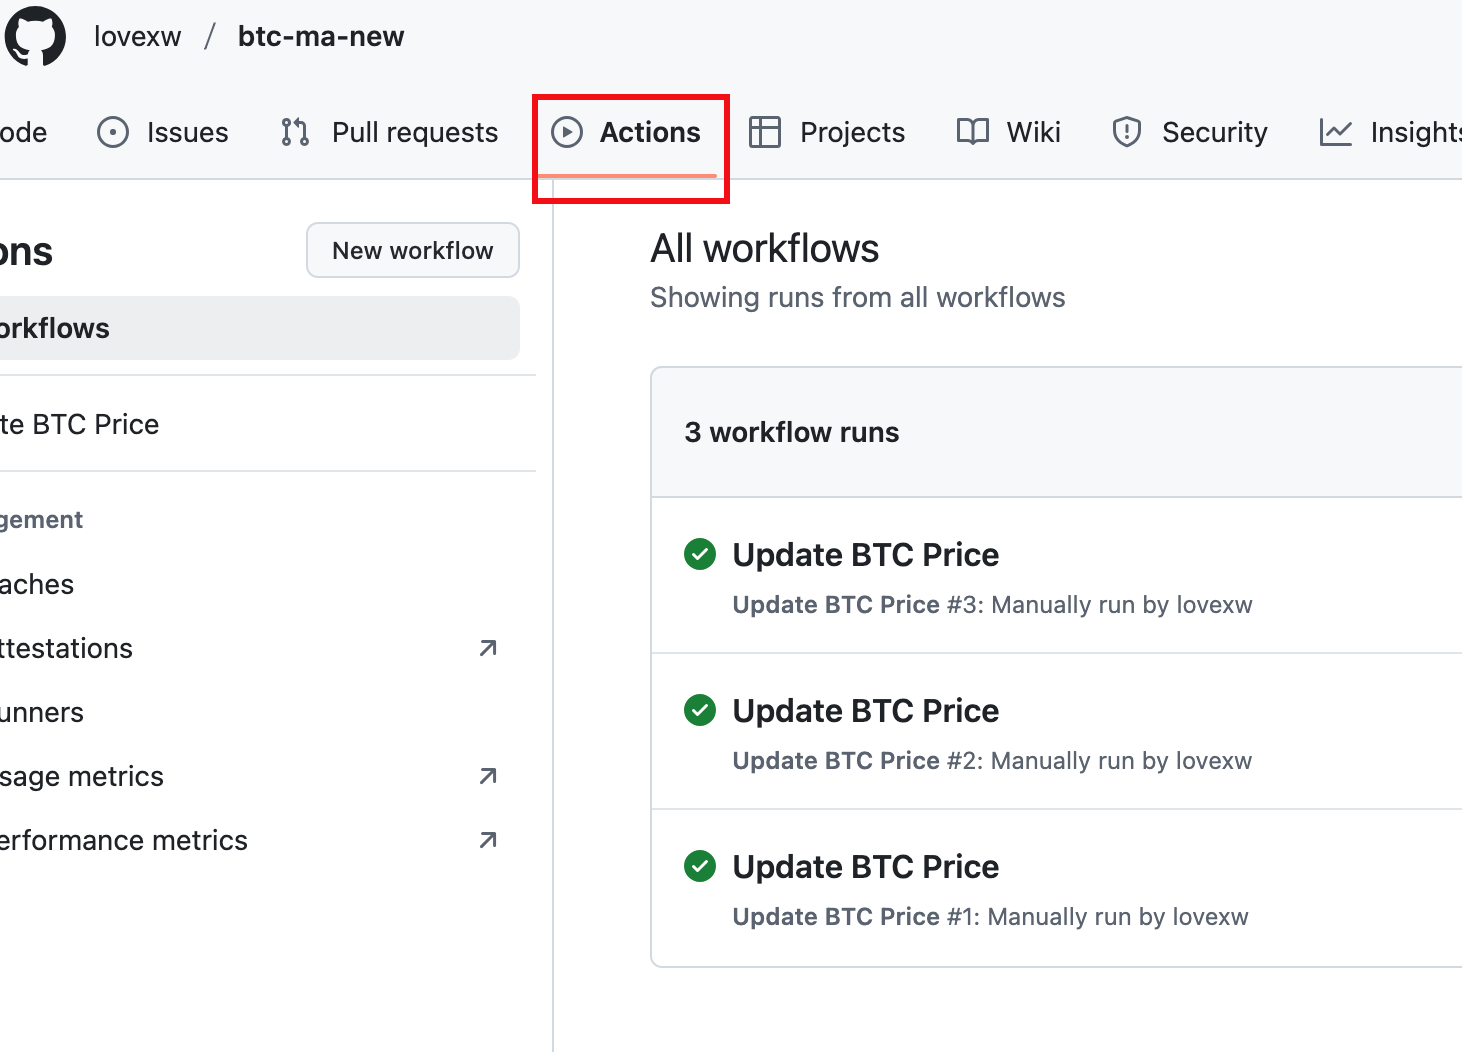 lovexw / btc-ma-new
ode Issues Pull requests Actions Projects Wiki Security Insights
ons
New workflow
orkflows
te BTC Price
gement
aches
ttestations
unners
sage metrics
erformance metrics
All workflows
Showing runs from all workflows
3 workflow runs
Update BTC Price
Update BTC Price #3: Manually run by lovexw
Update BTC Price
Update BTC Price #2: Manually run by lovexw
Update BTC Price
Update BTC Price #1: Manually run by lovexw